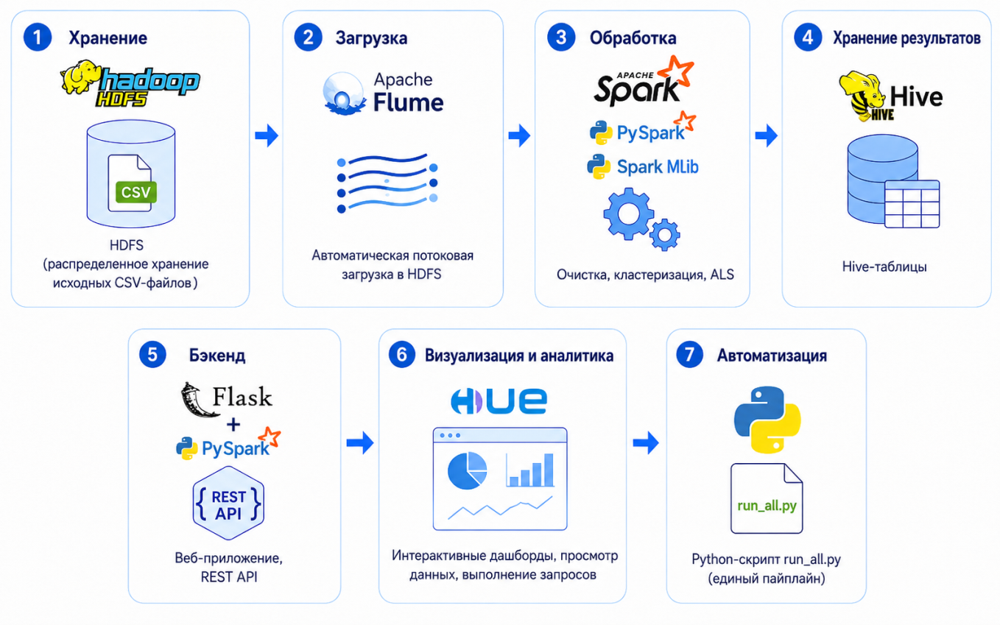 1 Хранение
hadoop
HDFS
CSV
HDFS
(распределенное хранение
исходных CSV-файлов)
2 Загрузка
Apache
Flume
Автоматическая потоковая
загрузка в HDFS
3 Обработка
APACHE
Spark
PySpark
Spark MLib
Очистка, кластеризация, ALS
4 Хранение результатов
HIVE
Hive
Hive-таблицы
5 Бэкенд
Flask
+
PySpark
{ REST
API }
Веб-приложение,
REST API
6 Визуализация и аналитика
HUE
Интерактивные дашборды, просмотр
данных, выполнение запросов
7 Автоматизация
run_all.py
Python-скрипт run_all.py
(единый пайплайн)